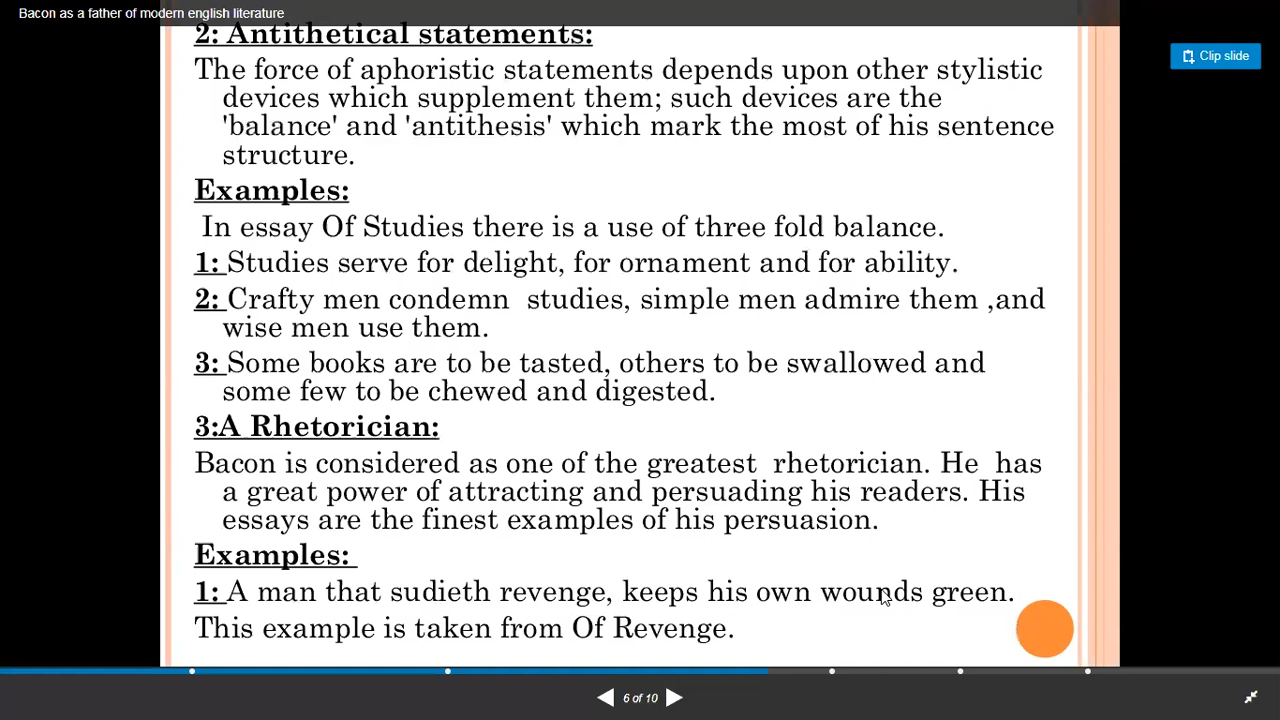 Bacon as a father of modern english literature
2: Antithetical statements:
Clip slide
The force of aphoristic statements depends upon other stylistic
devices which supplement them; such devices are the
'balance' and 'antithesis' which mark the most of his sentence
structure.
Examples:
In essay Of Studies there is a use of three fold balance.
1: Studies serve for delight, for ornament and for ability.
2: Crafty men condemn  studies, simple men admire them ,and
wise men use them.
3: Some books are to be tasted, others to be swallowed and
some few to be chewed and digested.
3:A Rhetorician:
Bacon is considered as one of the greatest  rhetorician. He  has
a great power of attracting and persuading his readers. His
essays are the finest examples of his persuasion.
Examples:
1: A man that sudieth revenge, keeps his own wounds green.
This example is taken from Of Revenge.
6 of 10